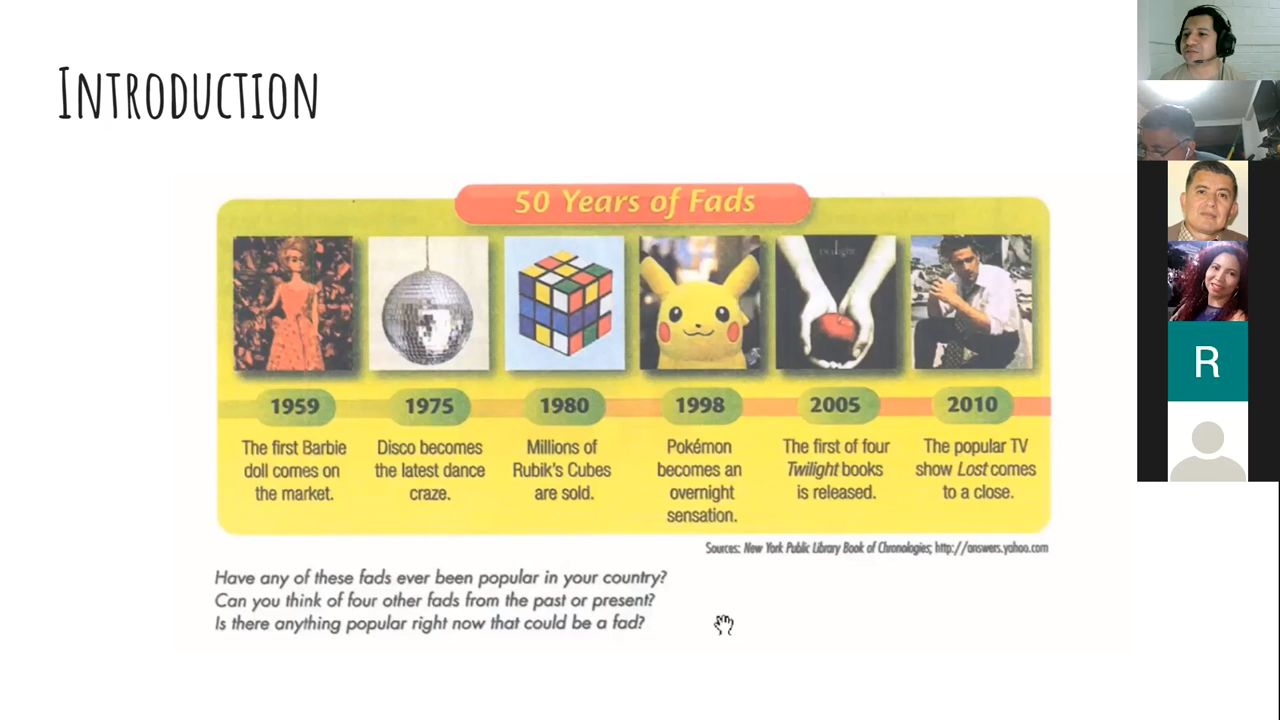 INTRODUCTION
50 Years of Fads
1959
The first Barbie
doll comes on
the market.
1975
Disco becomes
the latest dance
craze.
1980
Millions of
Rubik's Cubes
are sold.
1998
Pokémon
becomes an
overnight
sensation.
twilight
2005
The first of four
Twilight books
is released.
2010
The popular TV
show Lost comes
to a close.
Sources: New York Public Library Book of Chronologies; http://answers.yahoo.com
Have any of these fads ever been popular in your country?
Can you think of four other fads from the past or present?
Is there anything popular right now that could be a fad?
R